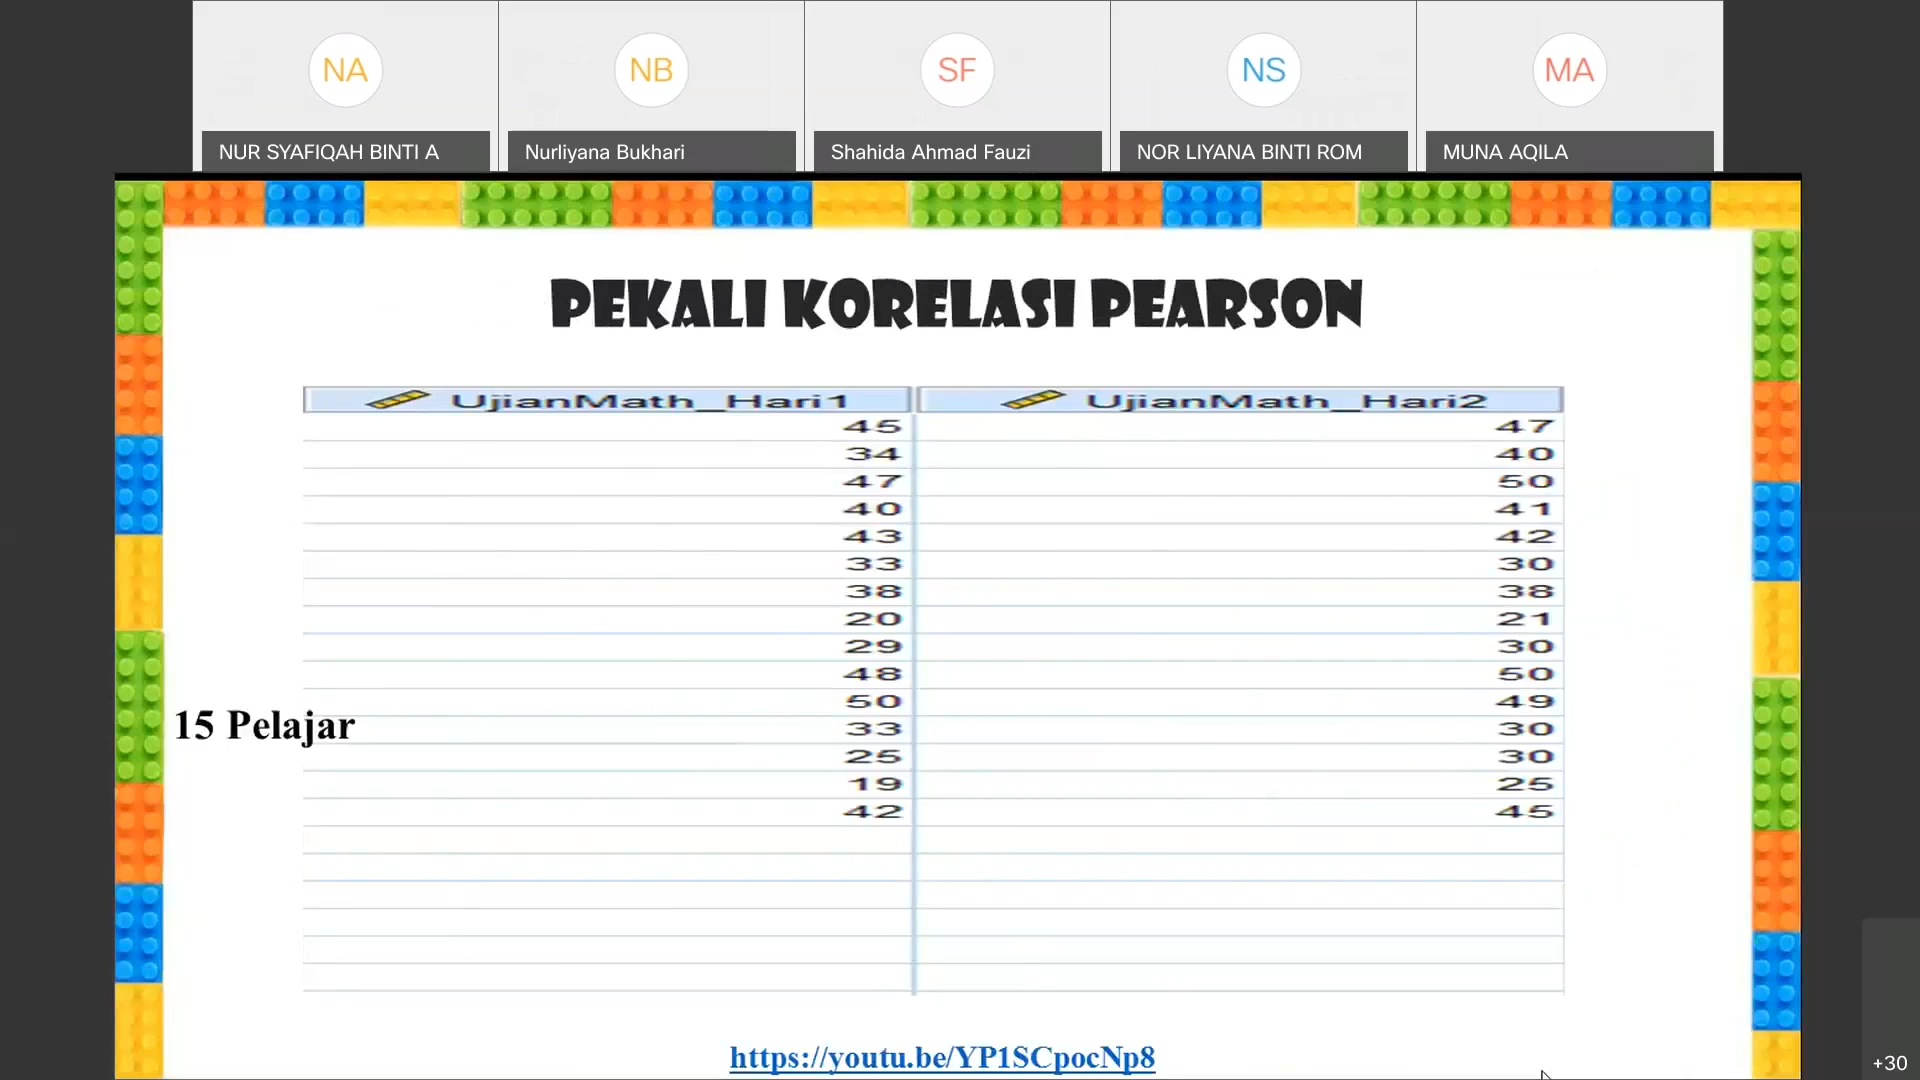 NA NB SF NS MA
NUR SYAFIQAH BINTI A Nurliyana Bukhari Shahida Ahmad Fauzi NOR LIYANA BINTI ROM MUNA AQILA
PEKALI KORELASI PEARSON
UjianMath_Hari1 UjianMath_Hari2
45 47
34 40
47 50
40 41
43 42
33 30
38 38
20 21
29 30
48 50
50 49
15 Pelajar
33 30
25 30
19 25
42 45
https://youtu.be/YP1SCpocNp8
+30